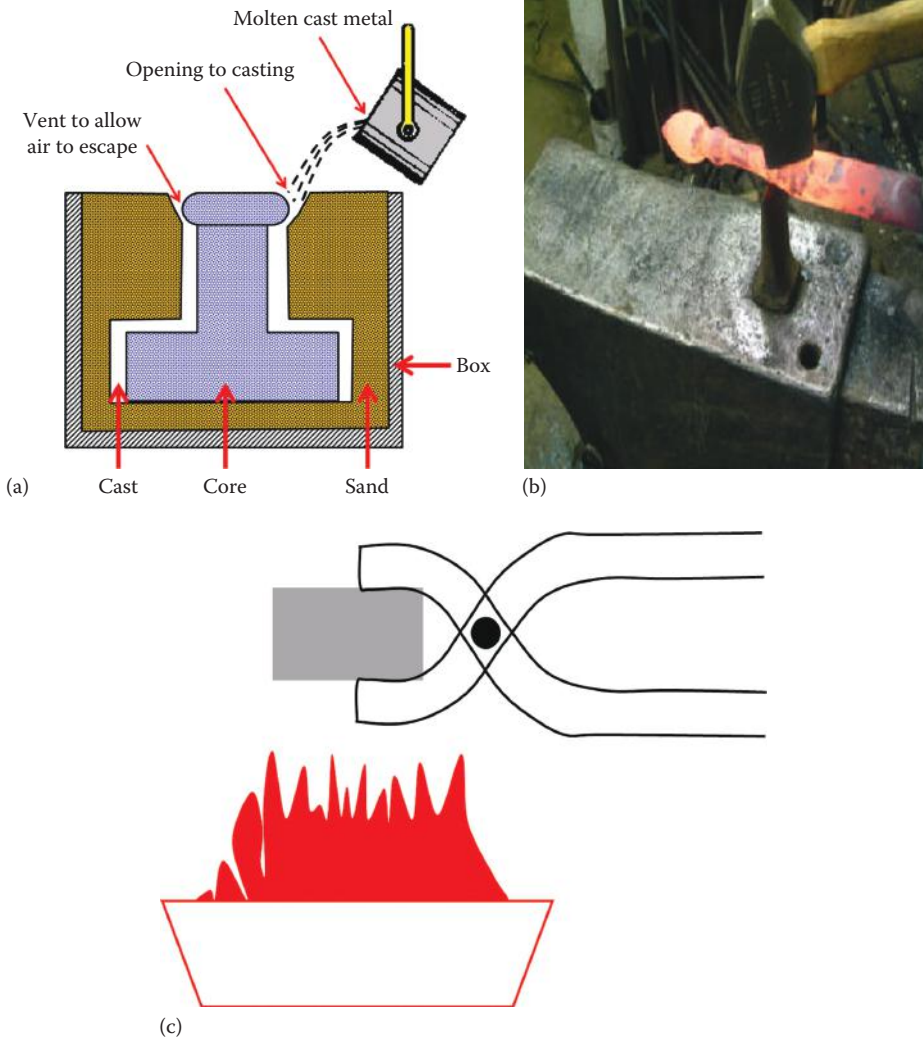 Molten cast metal
Opening to casting
Vent to allow
air to escape
Box
(a)
Cast
Core
Sand
(b)
(c)